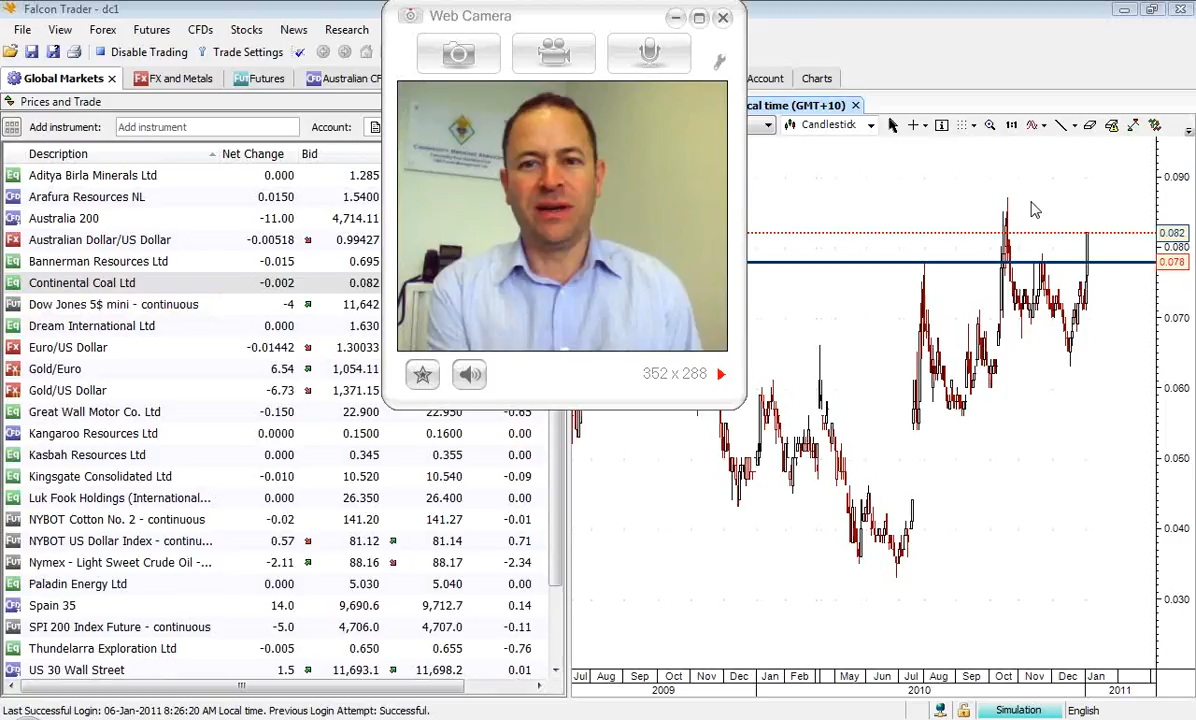 Falcon Trader - dc1
File View Forex Futures CFDs Stocks News Research
Disable Trading Trade Settings
Global Markets FX and Metals Futures Australian CF Account Charts
Prices and Trade
cal time (GMT+10)
Add instrument: Add instrument Account:
Candlestick 1:1
Description Net Change Bid
Aditya Birla Minerals Ltd 0.000 1.285
Arafura Resources NL 0.0150 1.5400
Australia 200 -11.00 4,714.11
Australian Dollar/US Dollar -0.00518 0.99427
Bannerman Resources Ltd -0.015 0.695
Continental Coal Ltd -0.002 0.082
Dow Jones 5$ mini - continuous -4 11,642
Dream International Ltd 0.000 1.630
Euro/US Dollar -0.01442 1.30033
Gold/Euro 6.54 1,054.11
Gold/US Dollar -6.73 1,371.15
Great Wall Motor Co. Ltd -0.150 22.900 22.950 -0.65
Kangaroo Resources Ltd 0.0000 0.1500 0.1600 0.00
Kasbah Resources Ltd 0.000 0.345 0.355 0.00
Kingsgate Consolidated Ltd -0.010 10.520 10.540 -0.09
Luk Fook Holdings (International... 0.000 26.350 26.400 0.00
NYBOT Cotton No. 2 - continuous -0.02 141.20 141.27 -0.01
NYBOT US Dollar Index - continu... 0.57 81.12 81.14 0.71
Nymex - Light Sweet Crude Oil -... -2.11 88.16 88.17 -2.34
Paladin Energy Ltd 0.000 5.030 5.040 0.00
Spain 35 14.0 9,690.6 9,712.7 0.14
SPI 200 Index Future - continuous -5.0 4,706.0 4,707.0 -0.11
Thundelarra Exploration Ltd -0.005 0.650 0.655 -0.76
US 30 Wall Street 1.5 11,693.1 11,698.2 0.01
Web Camera
352 x 288
0.090
0.082
0.080
0.078
0.070
0.060
0.050
0.040
0.030
Jul Aug Sep Oct Nov Dec Jan Feb May Jun Jul Aug Sep Oct Nov Dec Jan
2009 2010 2011
Last Successful Login: 06-Jan-2011 8:26:20 AM Local time. Previous Login Attempt: Successful.
Simulation English